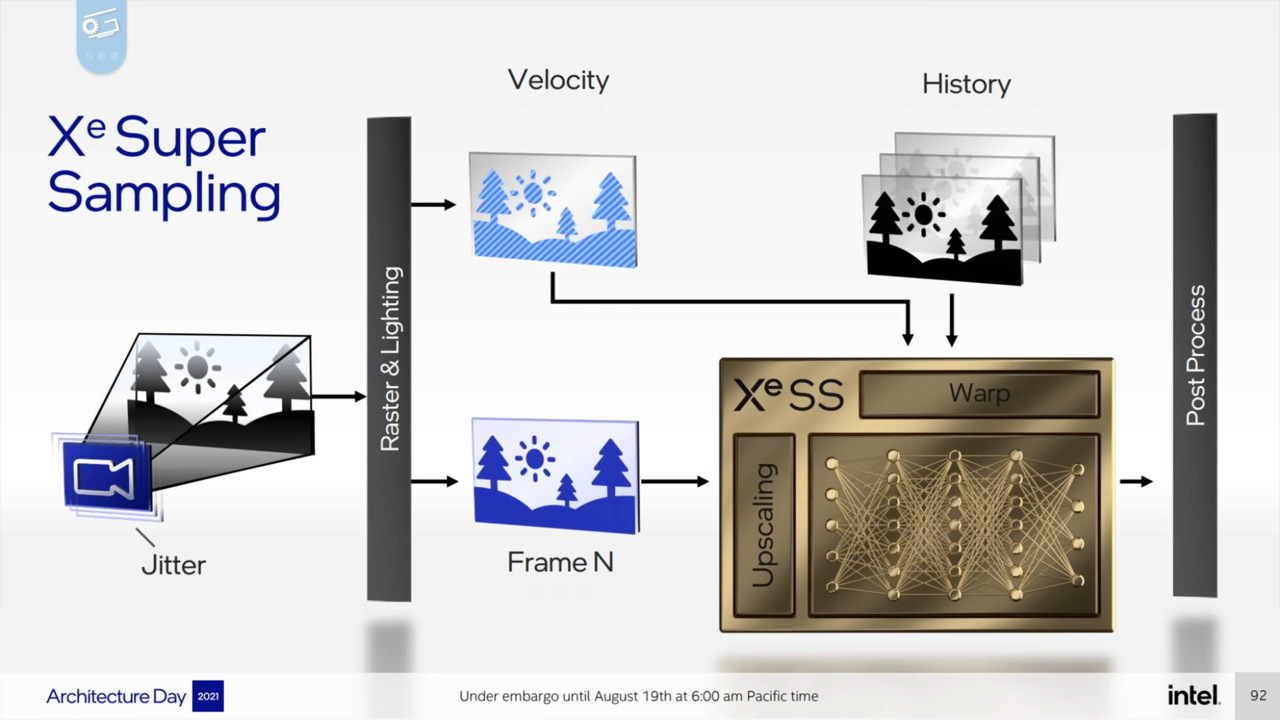 Velocity
History
Xᵉ Super
Sampling
Raster & Lighting
Post Process
Xᵉ SS
Warp
Upscaling
Jitter
Frame N
Architecture Day 2021
Under embargo until August 19th at 6:00 am Pacific time
intel.
92